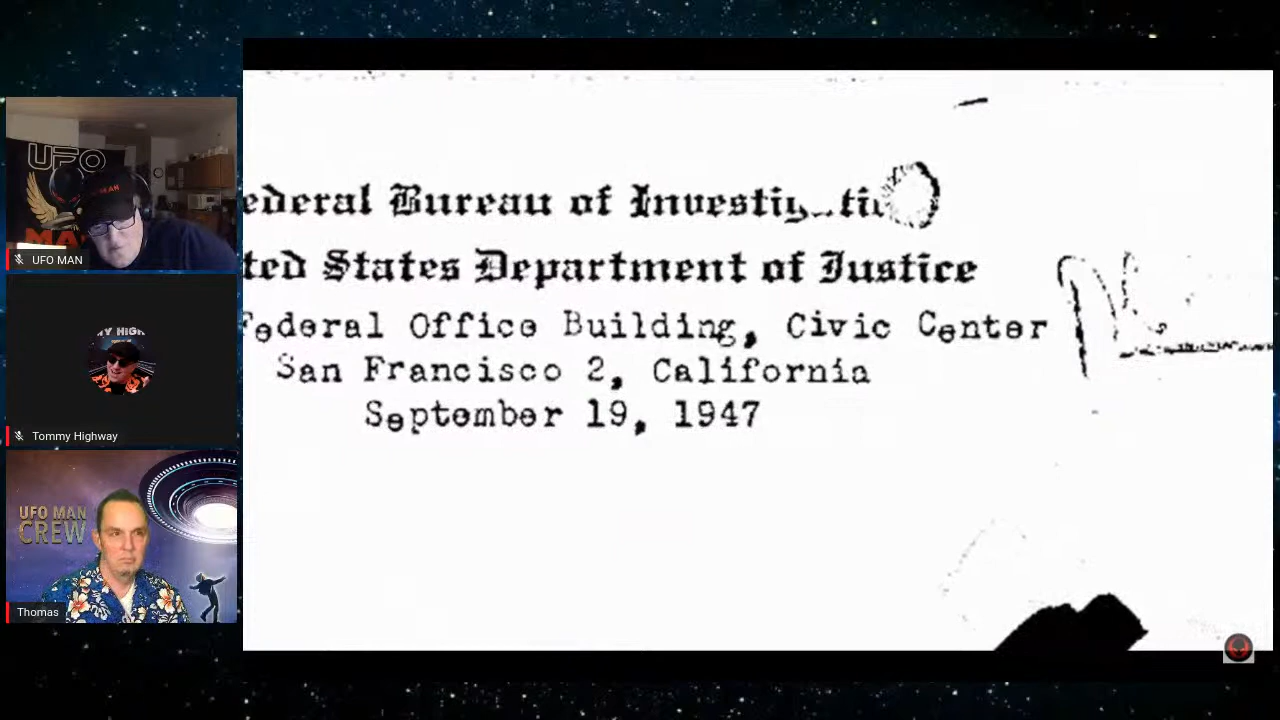 UFO
MAN
UFO MAN
Y HIGH
Tommy Highway
UFO MAN
CREW
Thomas
ederal Bureau of
ted States Department of Justice
Federal Office Building, Civic Center
San Francisco 2, California
September 19, 1947